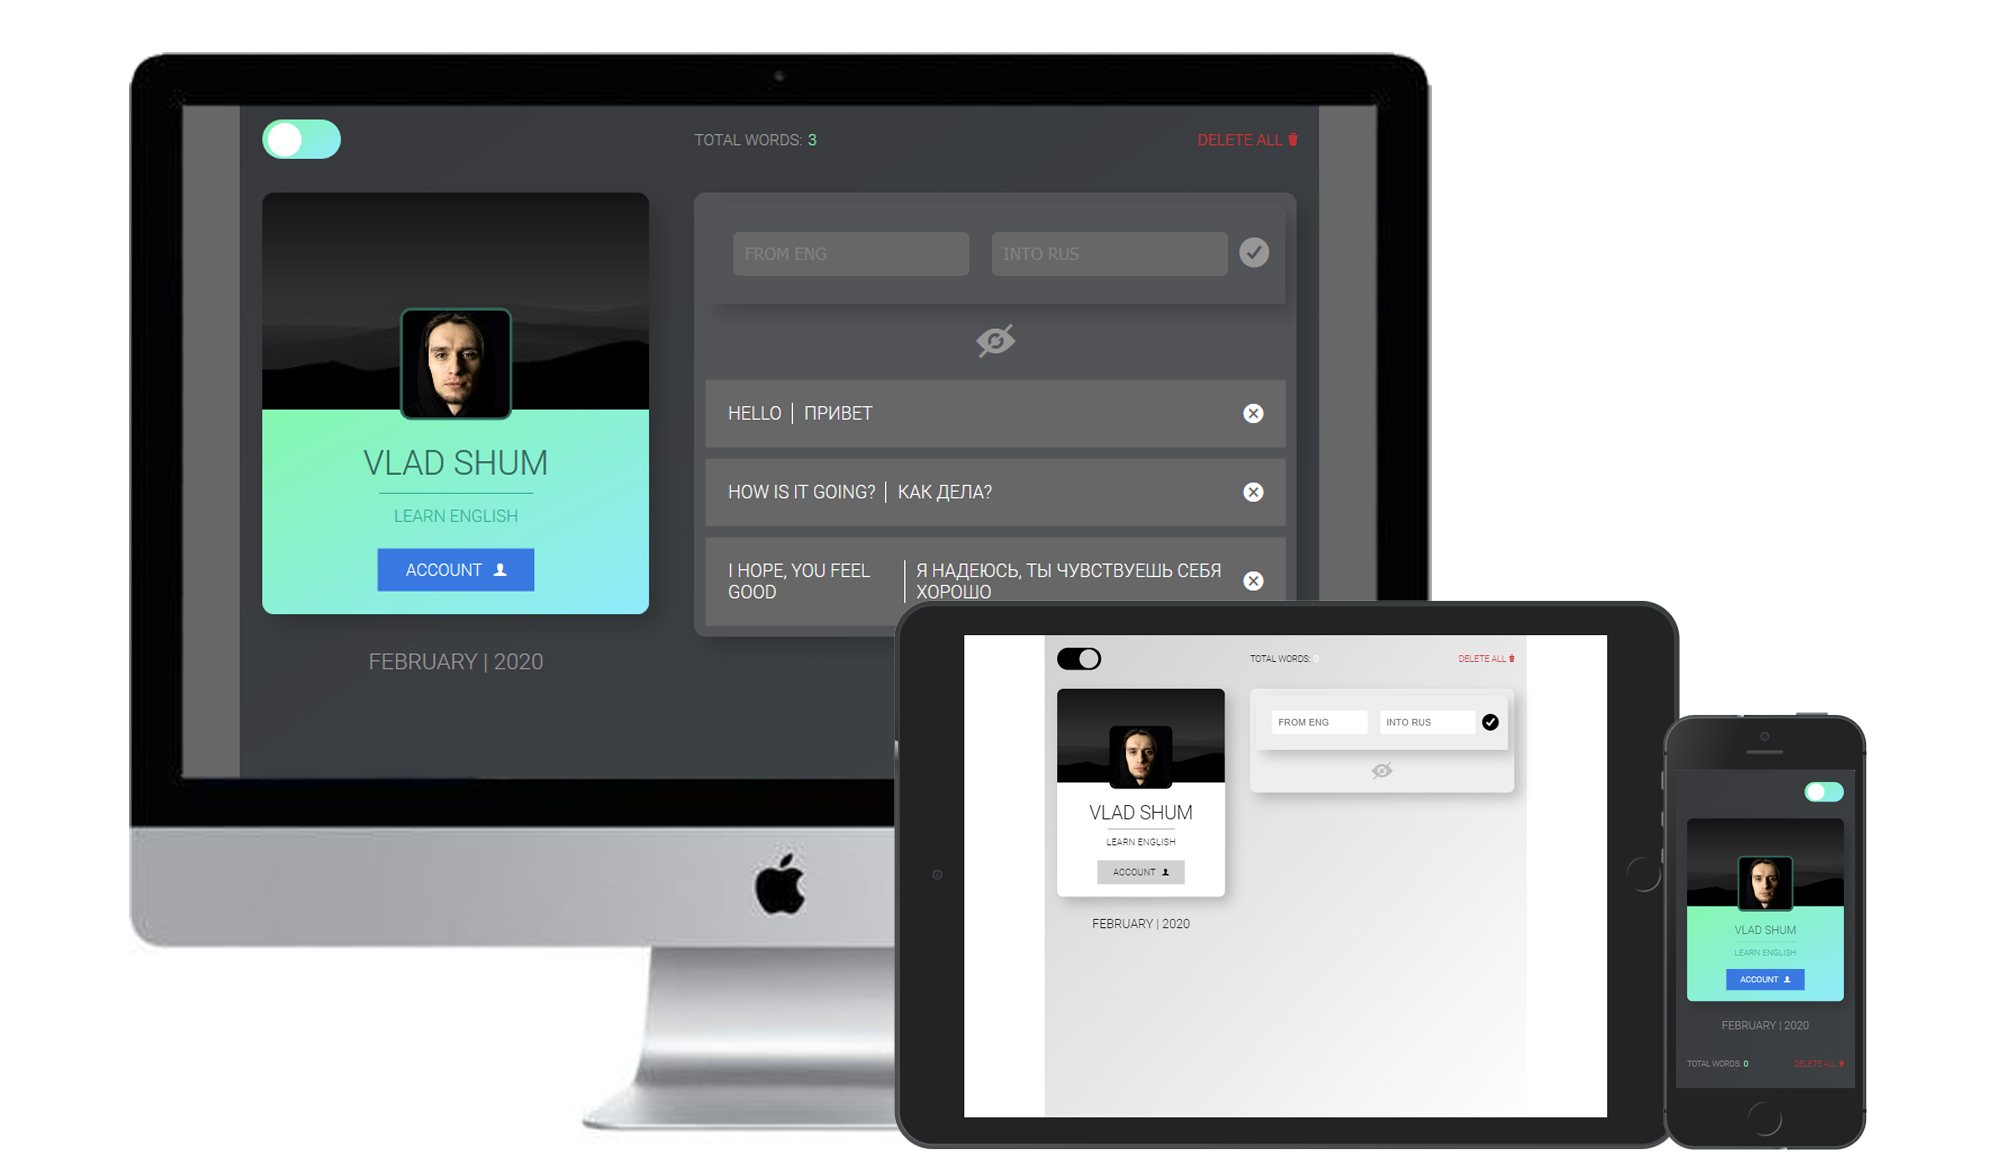 TOTAL WORDS: 3
DELETE ALL
FROM ENG
INTO RUS
HELLO | ПРИВЕТ
HOW IS IT GOING? | КАК ДЕЛА?
I HOPE, YOU FEEL
GOOD
Я НАДЕЮСЬ, ТЫ ЧУВСТВУЕШЬ СЕБЯ
ХОРОШО
VLAD SHUM
LEARN ENGLISH
ACCOUNT
FEBRUARY | 2020
TOTAL WORDS: 0
DELETE ALL
FROM ENG
INTO RUS
VLAD SHUM
LEARN ENGLISH
ACCOUNT
FEBRUARY | 2020
VLAD SHUM
LEARN ENGLISH
ACCOUNT
FEBRUARY | 2020
TOTAL WORDS: 0
DELETE ALL